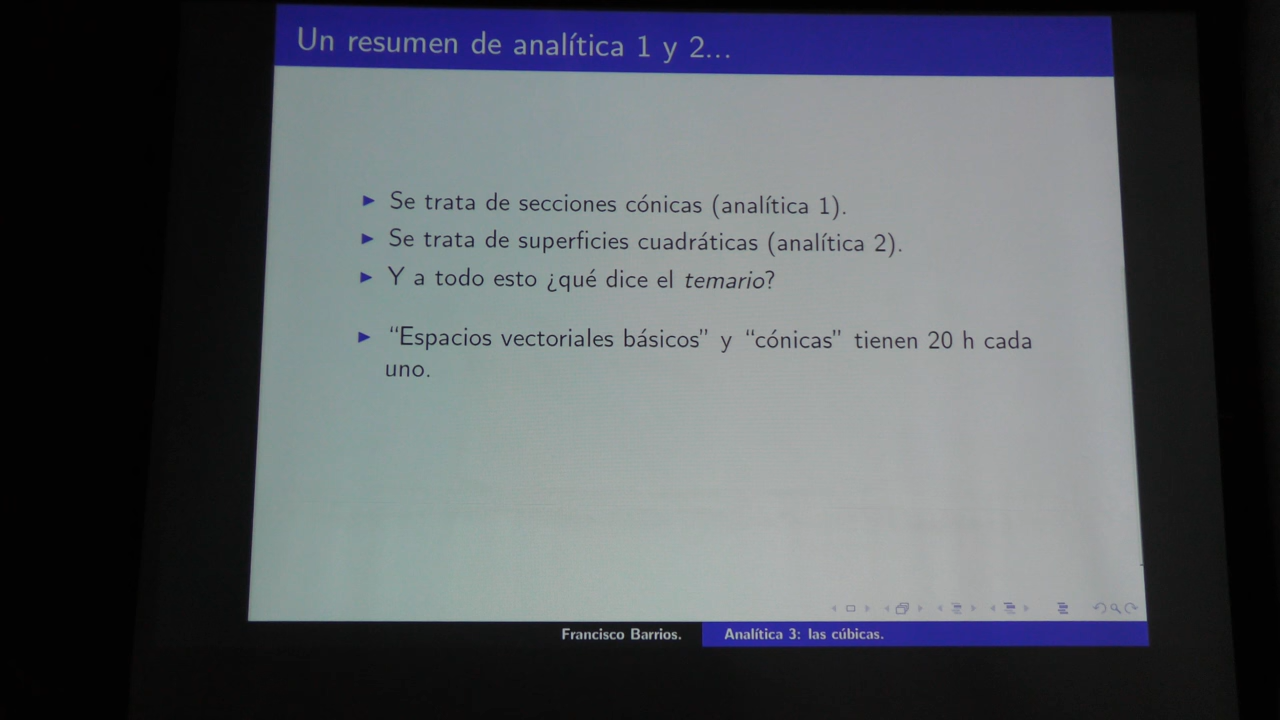 Un resumen de analítica 1 y 2...
Se trata de secciones cónicas (analítica 1).
Se trata de superficies cuadráticas (analítica 2).
Y a todo esto ¿qué dice el temario?
“Espacios vectoriales básicos” y “cónicas” tienen 20 h cada
uno.
Francisco Barrios.
Analítica 3: las cúbicas.